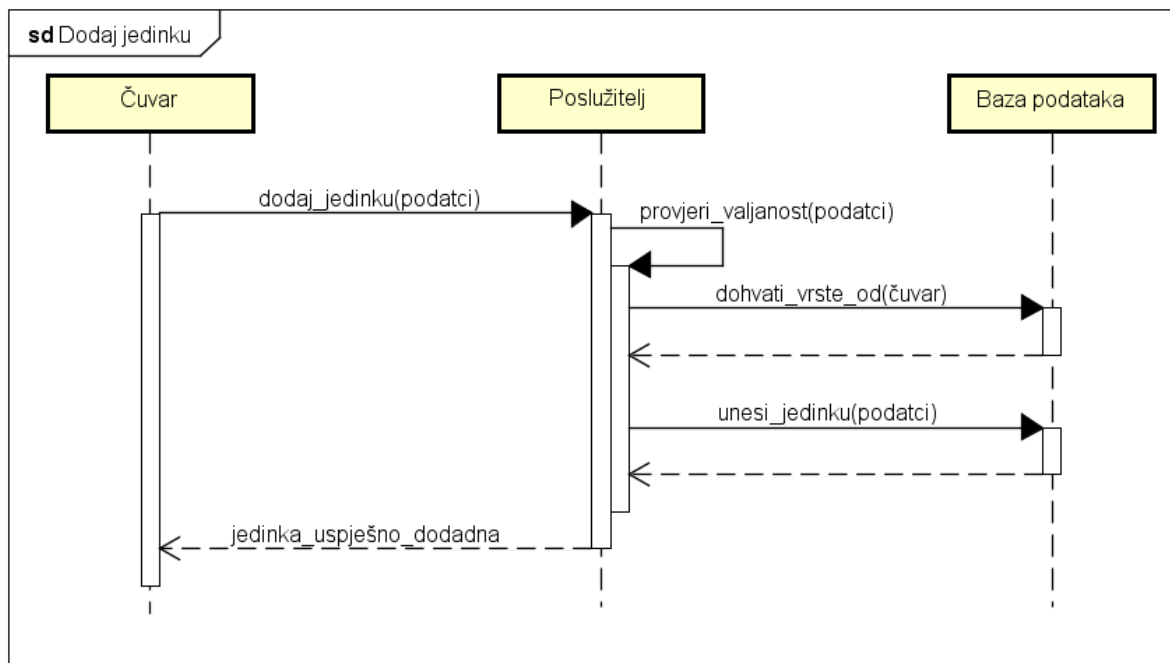 sd Dodaj jedinku
Čuvar
Poslužitelj
Baza podataka
dodaj_jedinku(podatci)
provjeri_valjanost(podatci)
dohvati_vrste_od(čuvar)
unesi_jedinku(podatci)
jedinka_uspješno_dodadna